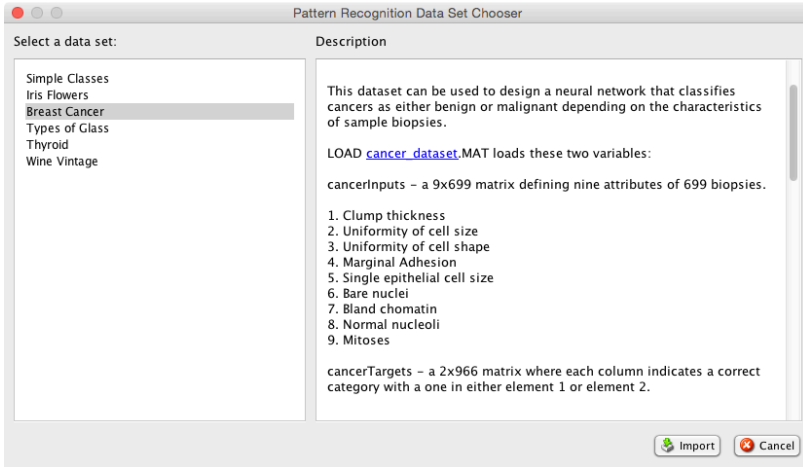 Pattern Recognition Data Set Chooser
Select a data set:
Simple Classes
Iris Flowers
Breast Cancer
Types of Glass
Thyroid
Wine Vintage
Description
This dataset can be used to design a neural network that classifies
cancers as either benign or malignant depending on the characteristics
of sample biopsies.
LOAD cancer_dataset.MAT loads these two variables:
cancerInputs – a 9x699 matrix defining nine attributes of 699 biopsies.
1. Clump thickness
2. Uniformity of cell size
3. Uniformity of cell shape
4. Marginal Adhesion
5. Single epithelial cell size
6. Bare nuclei
7. Bland chomatin
8. Normal nucleoli
9. Mitoses
cancerTargets – a 2x966 matrix where each column indicates a correct
category with a one in either element 1 or element 2.
Import
Cancel